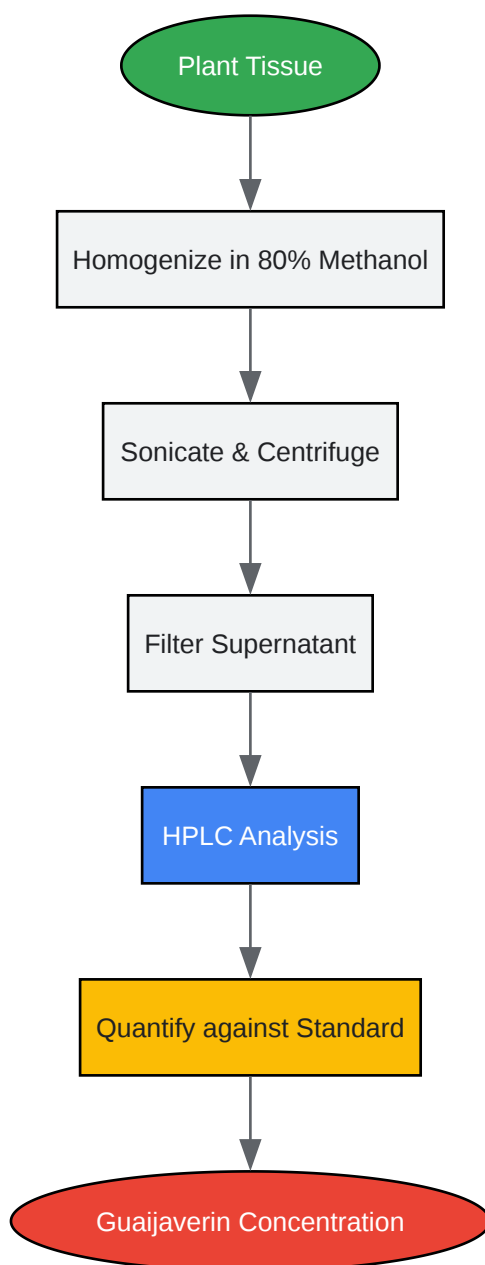 Plant Tissue
Homogenize in 80% Methanol
Sonicate & Centrifuge
Filter Supernatant
HPLC Analysis
Quantify against Standard
Guaijaverin Concentration